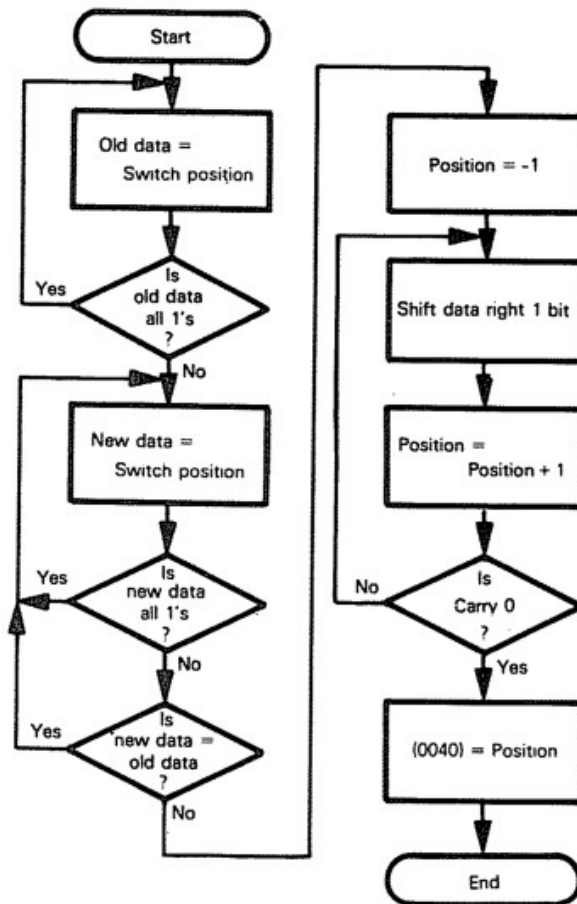 Start
Old data =
Switch position
Yes
Is
old data
all 1's
?
No
New data =
Switch position
Yes
Is
new data
all 1's
?
No
Yes
Is
new data =
old data
?
No
Position = -1
Shift data right 1 bit
Position =
Position + 1
No
Is
Carry 0
?
Yes
(0040) = Position
End